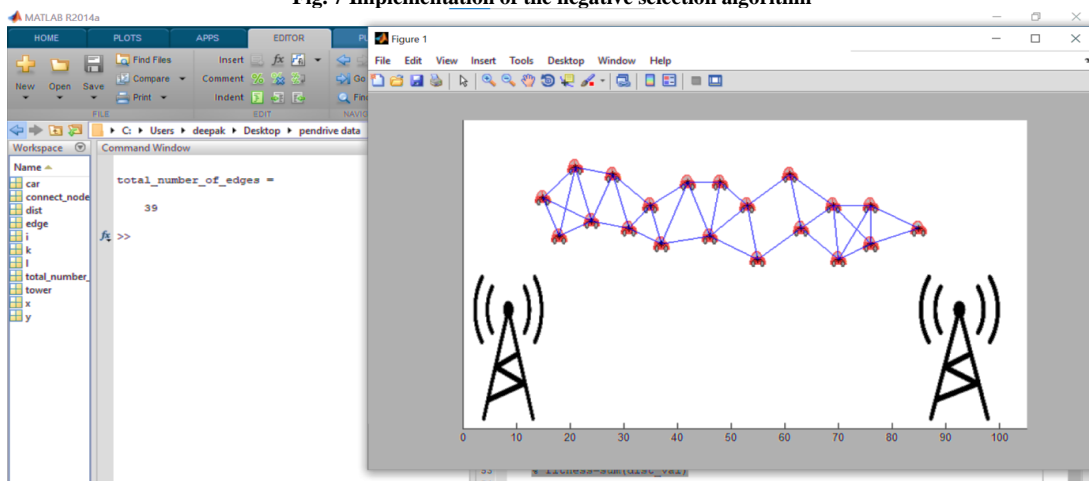 Fig. 7 Implementation of the negative selection algorithm
MATLAB R2014a
HOME PLOTS APPS EDITOR
Find Files Insert fx
Compare Comment
New Open Save Print Indent
FILE EDIT NAVIG
C: Users deepak Desktop pendrive data
Workspace Command Window
Name
car
connect_node
dist
edge
i
k
l
total_number_
tower
x
y
total_number_of_edges =
39
fx >>
Figure 1
File Edit View Insert Tools Desktop Window Help
0 10 20 30 40 50 60 70 80 90 100